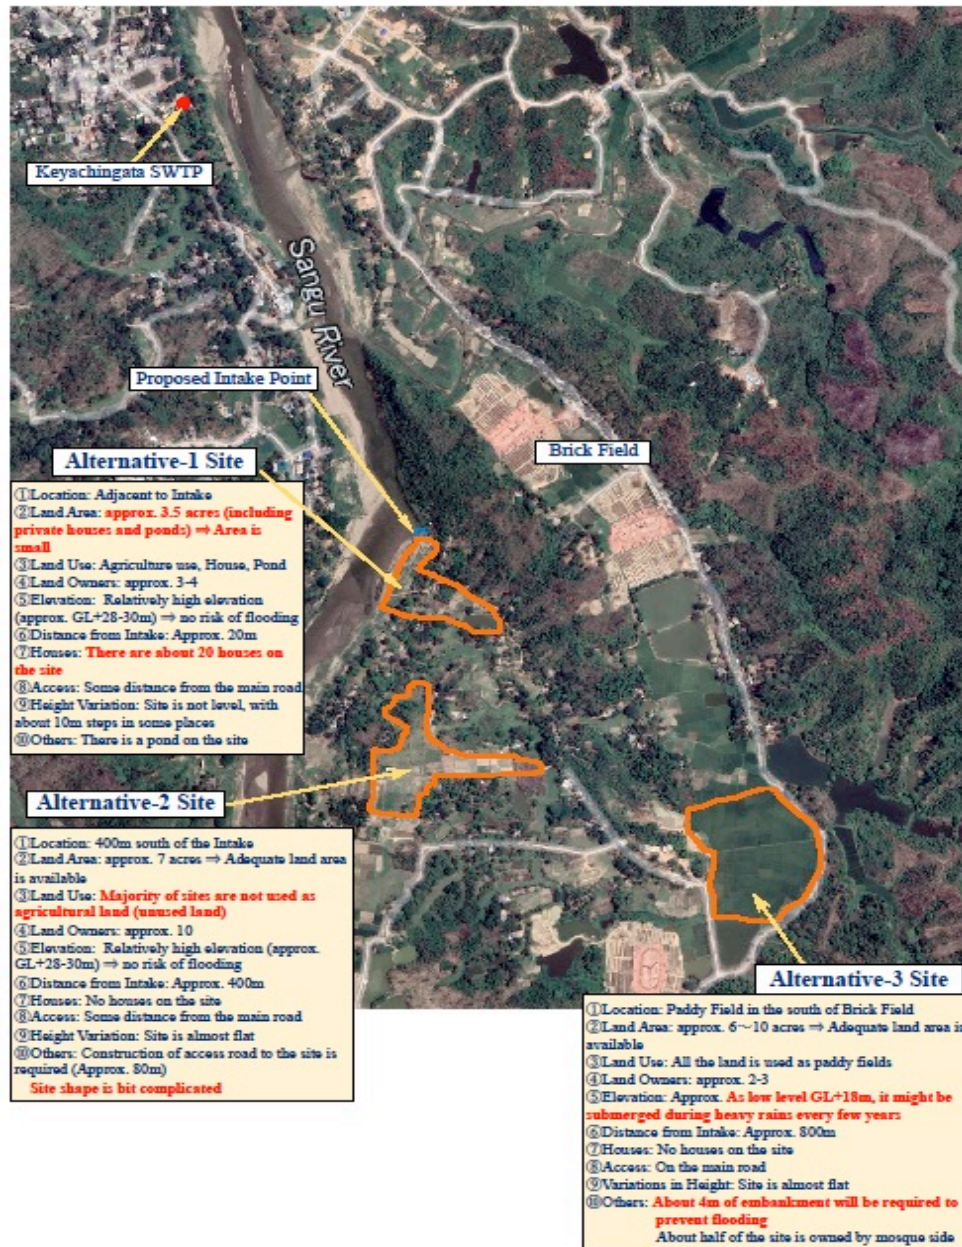 Keyachingata SWTP
Sangu River
Proposed Intake Point
Brick Field
Alternative-1 Site
①Location: Adjacent to Intake
②Land Area: approx. 3.5 acres (including
private houses and ponds) ⇒ Area is
small
③Land Use: Agriculture use, House, Pond
④Land Owners: approx. 3-4
⑤Elevation: Relatively high elevation
(approx. GL+28-30m) ⇒ no risk of flooding
⑥Distance from Intake: Approx. 20m
⑦Houses: There are about 20 houses on
the site
⑧Access: Some distance from the main road
⑨Height Variation: Site is not level, with
about 10m steps in some places
⑩Others: There is a pond on the site
Alternative-2 Site
①Location: 400m south of the Intake
②Land Area: approx. 7 acres ⇒ Adequate land area
is available
③Land Use: Majority of sites are not used as
agricultural land (unused land)
④Land Owners: approx. 10
⑤Elevation: Relatively high elevation (approx.
GL+28-30m) ⇒ no risk of flooding
⑥Distance from Intake: Approx. 400m
⑦Houses: No houses on the site
⑧Access: Some distance from the main road
⑨Height Variation: Site is almost flat
⑩Others: Construction of access road to the site is
required (Approx. 80m)
Site shape is bit complicated
Alternative-3 Site
①Location: Paddy Field in the south of Brick Field
②Land Area: approx. 6～10 acres ⇒ Adequate land area is
available
③Land Use: All the land is used as paddy fields
④Land Owners: approx. 2-3
⑤Elevation: Approx. As low level GL+18m, it might be
submerged during heavy rains every few years
⑥Distance from Intake: Approx. 800m
⑦Houses: No houses on the site
⑧Access: On the main road
⑨Variations in Height: Site is almost flat
⑩Others: About 4m of embankment will be required to
prevent flooding
About half of the site is owned by mosque side